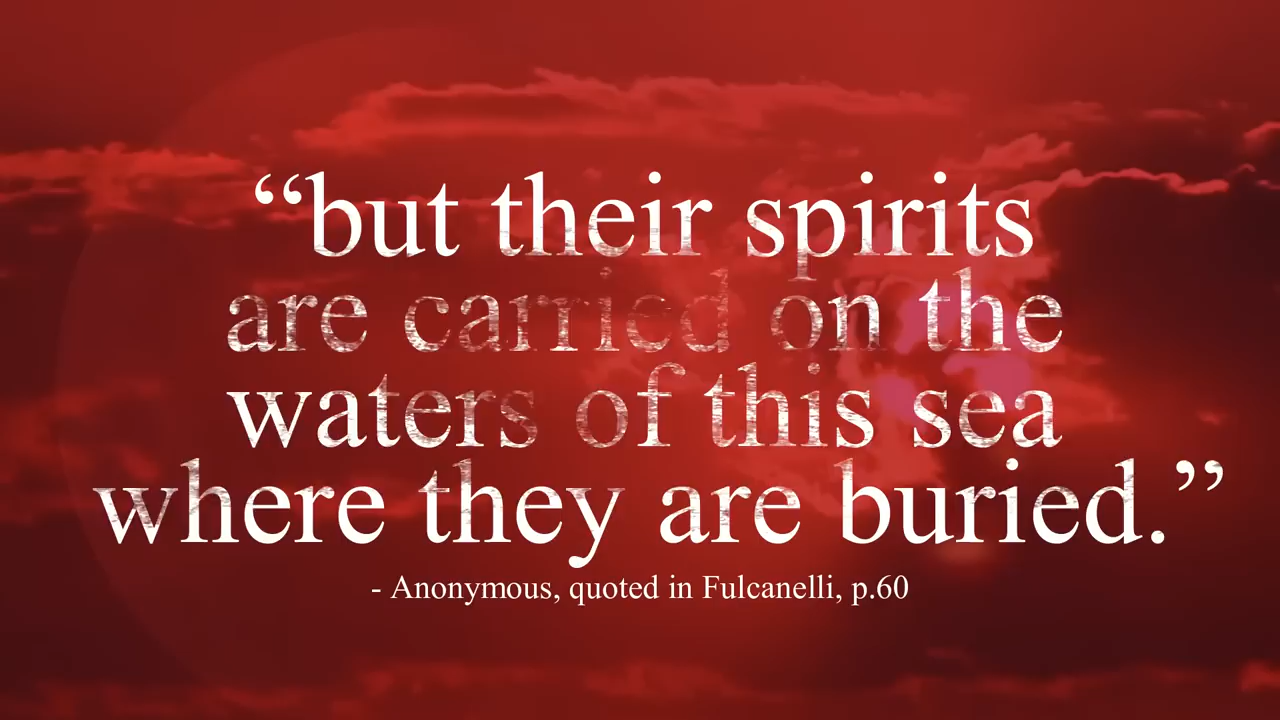 “but their spirits
are carried on the
waters of this sea
where they are buried.”
- Anonymous, quoted in Fulcanelli, p.60